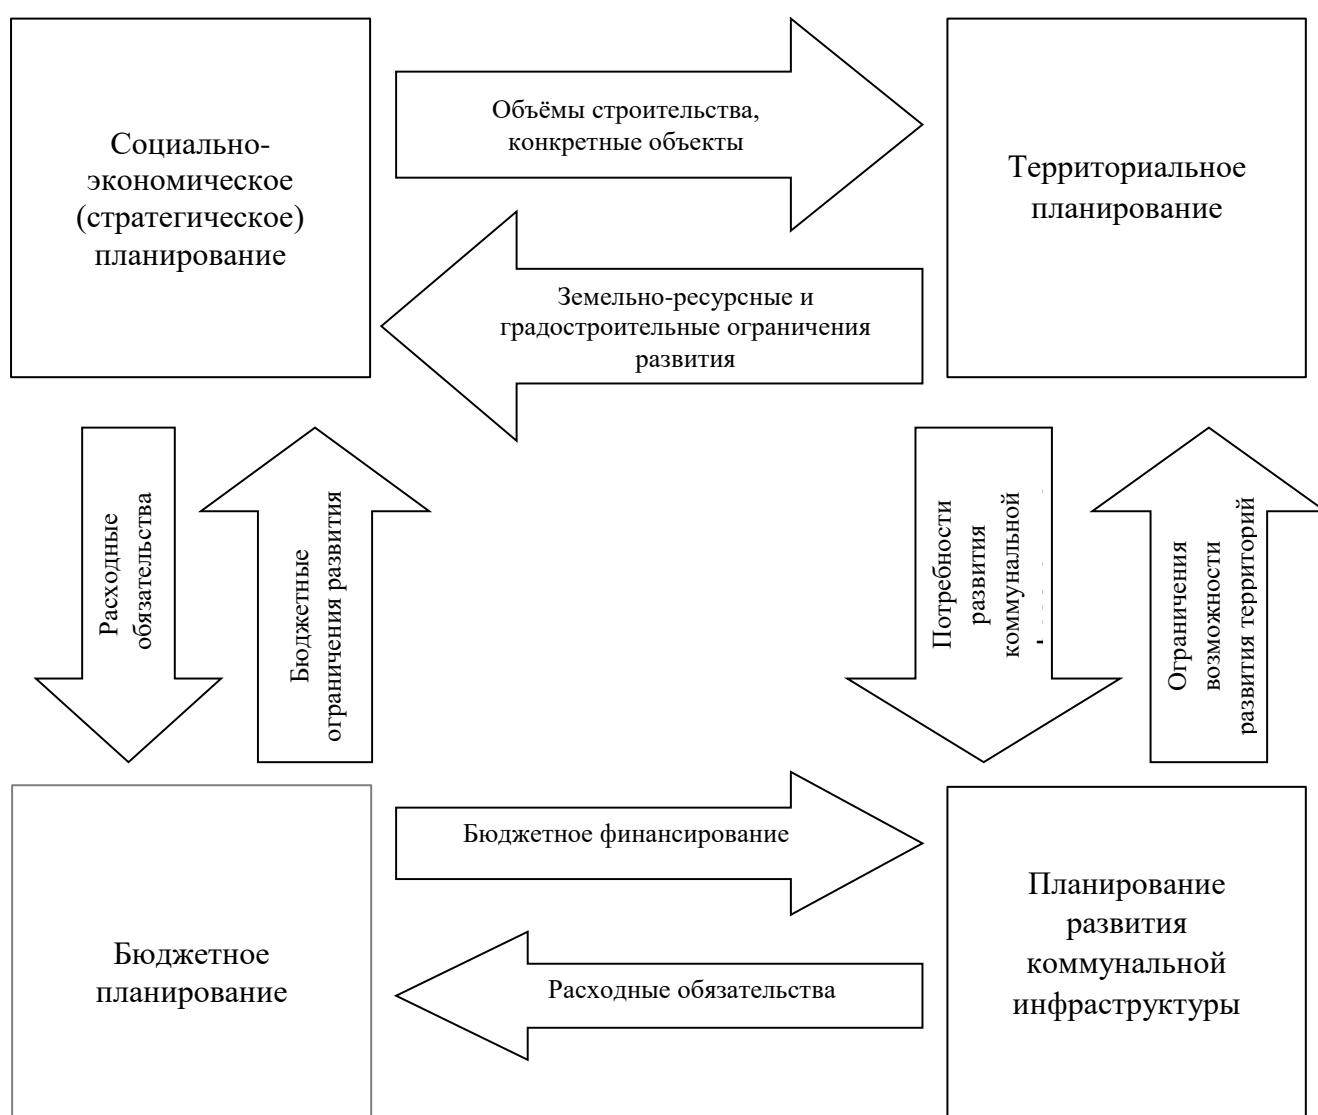 Социально-
экономическое
(стратегическое)
планирование
Объёмы строительства,
конкретные объекты
Территориальное
планирование
Земельно-ресурсные и
градостроительные ограничения
развития
Расходные
обязательства
Бюджетные
ограничения развития
Потребности
развития
коммунальной
Ограничения
возможности
развития территорий
Бюджетное
планирование
Бюджетное финансирование
Расходные обязательства
Планирование
развития
коммунальной
инфраструктуры